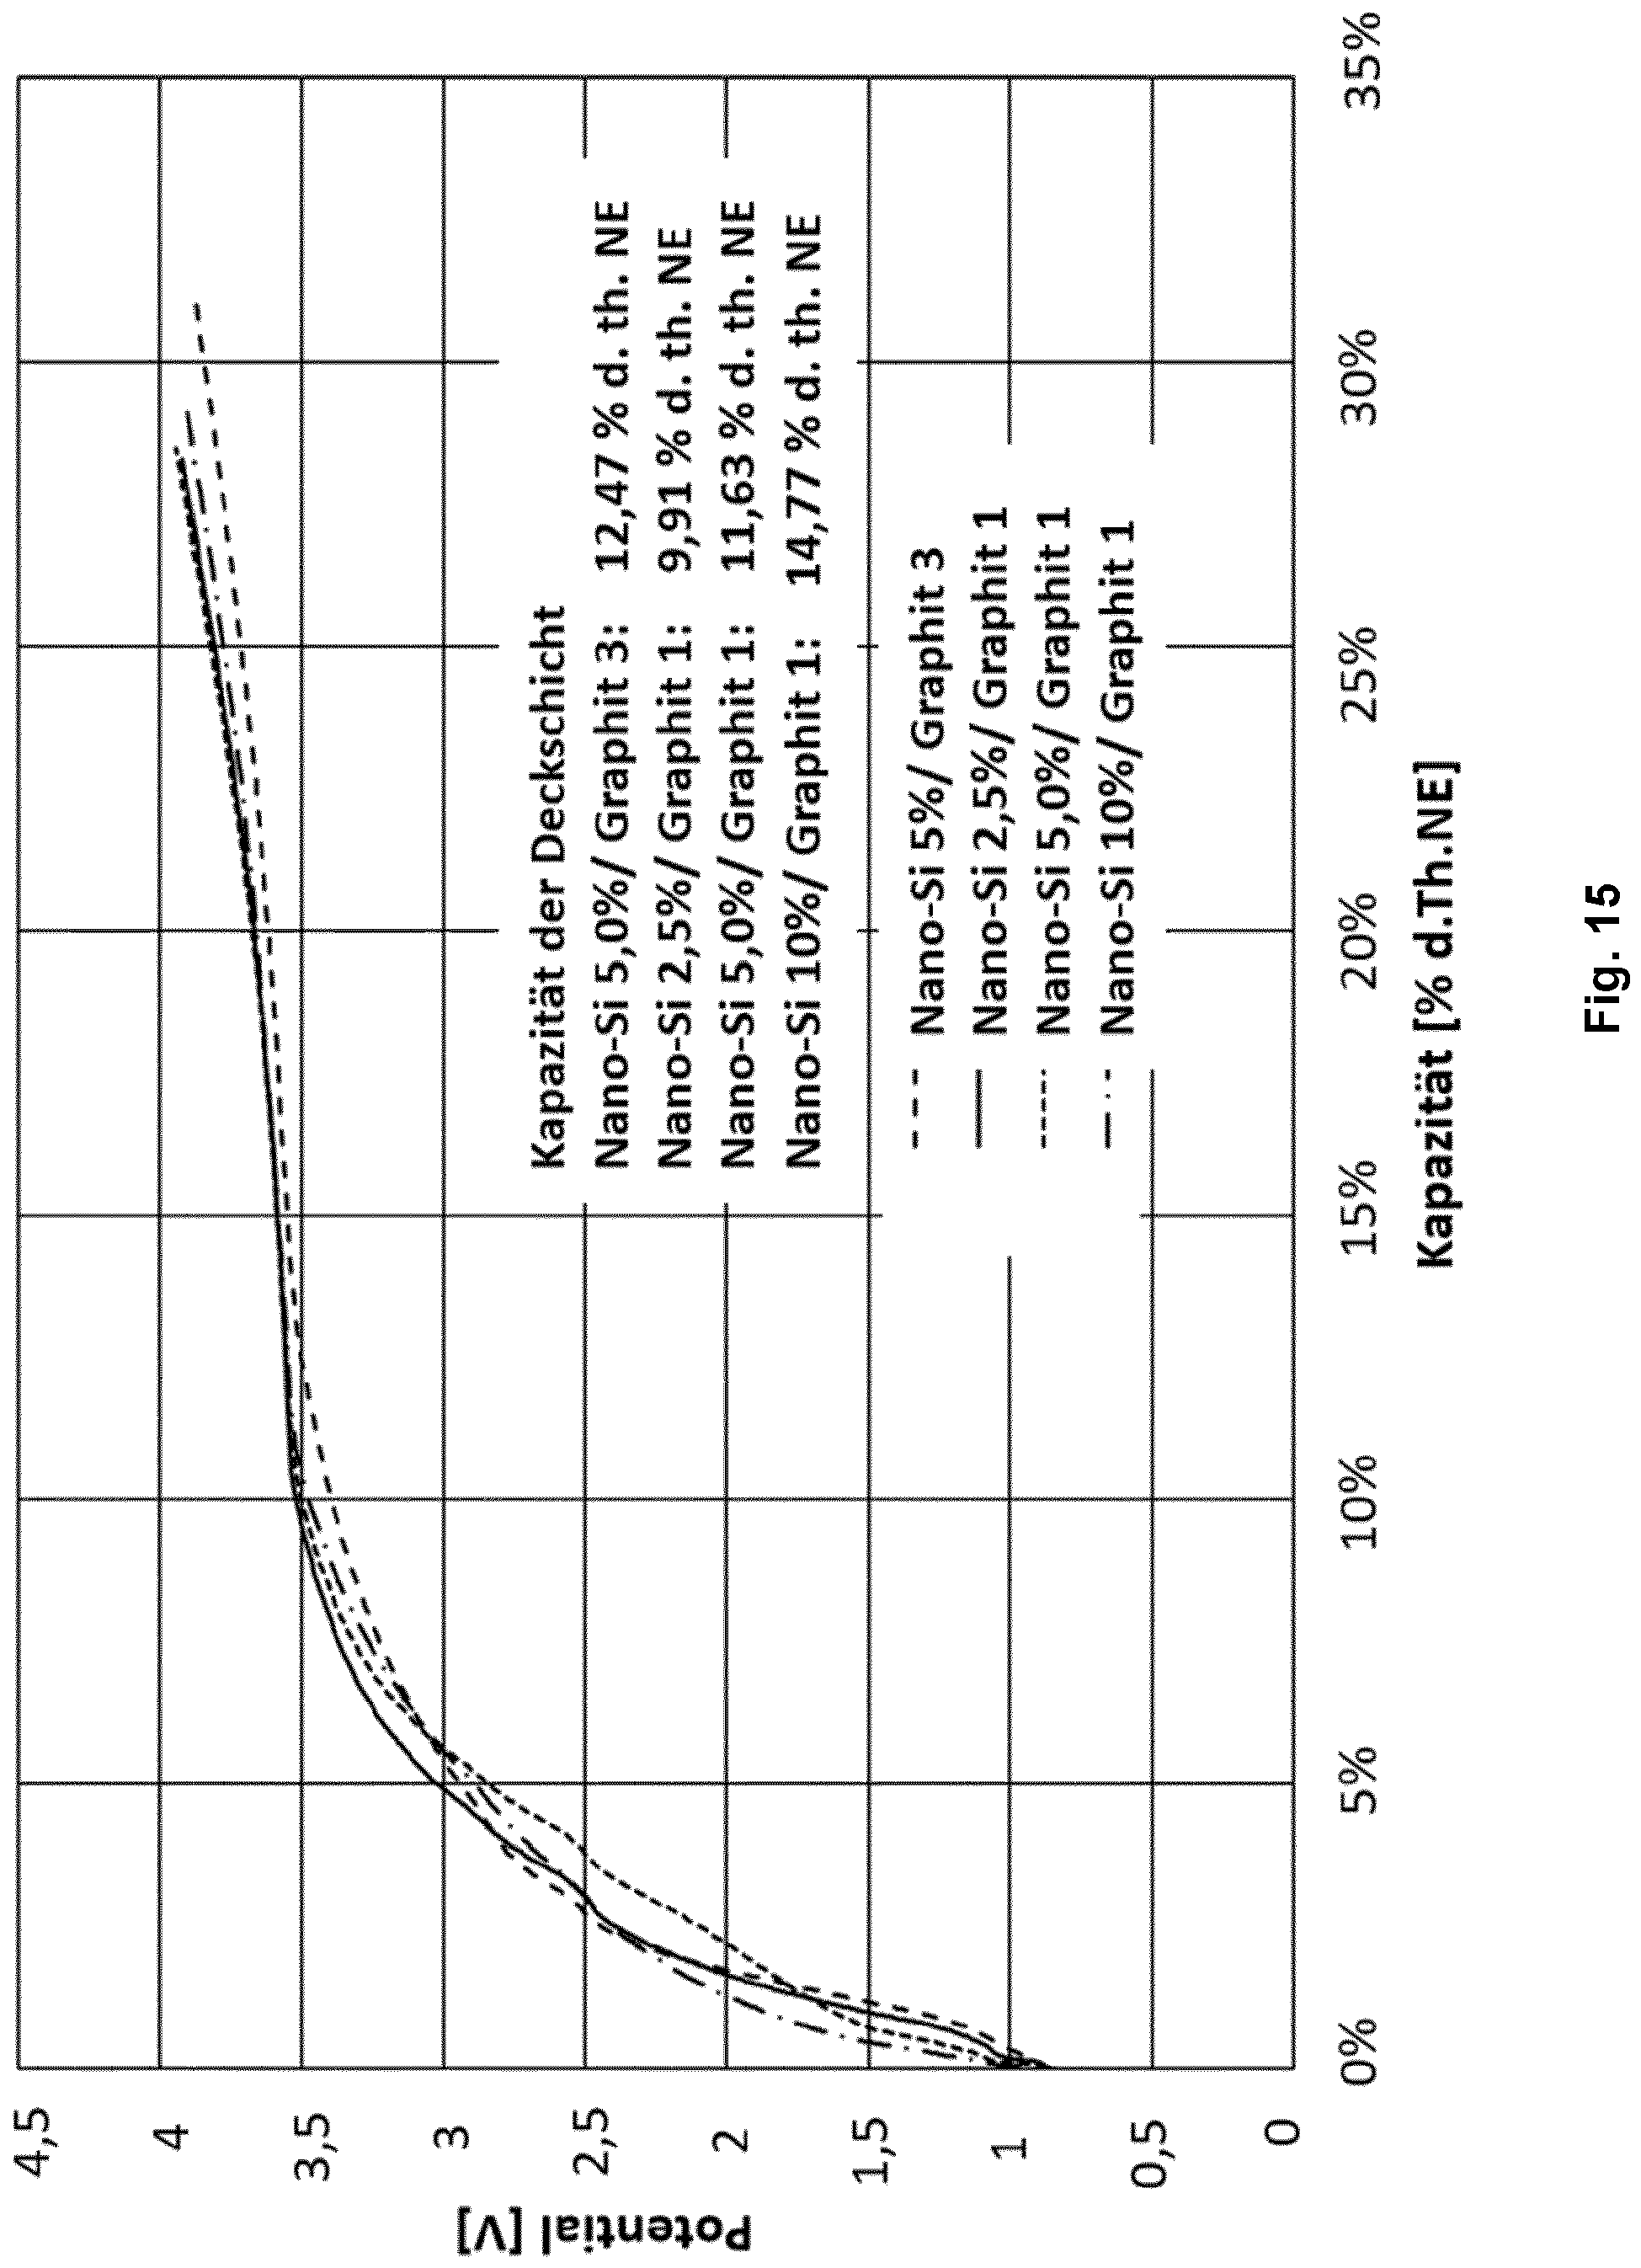 Potential [V]
4,5
4
3,5
3
2,5
2
1,5
1
0,5
0
Kapazität der Deckschicht
Nano-Si 5,0%/ Graphit 3: 12,47 % d. th. NE
Nano-Si 2,5%/ Graphit 1: 9,91 % d. th. NE
Nano-Si 5,0%/ Graphit 1: 11,63 % d. th. NE
Nano-Si 10%/ Graphit 1: 14,77 % d. th. NE
Nano-Si 5%/ Graphit 3
Nano-Si 2,5%/ Graphit 1
Nano-Si 5,0%/ Graphit 1
Nano-Si 10%/ Graphit 1
0% 5% 10% 15% 20% 25% 30% 35%
Kapazität [% d.Th.NE]
Fig. 15